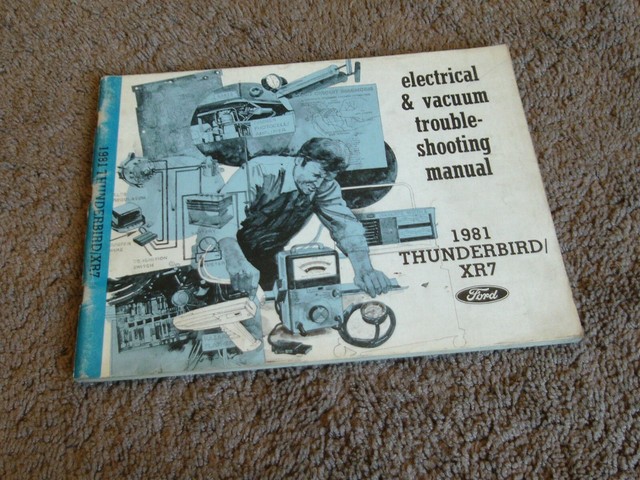 electrical
& vacuum
trouble-
shooting
manual
1981
THUNDERBIRD/
XR7
Ford
1981 THUNDERBIRD/XR7